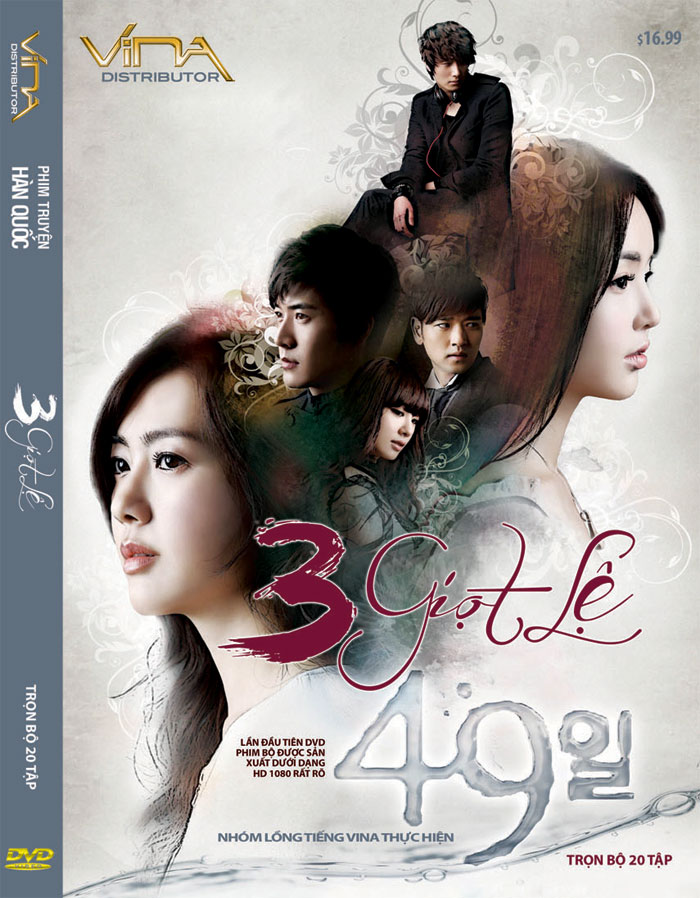 VINA
DISTRIBUTOR
PHIM TRUYỆN
HÀN QUỐC
3 Giọt Lệ
TRỌN BỘ 20 TẬP
DVD
VINA
DISTRIBUTOR
$16.99
3 Giọt Lệ
49일
LẦN ĐẦU TIÊN DVD
PHIM BỘ ĐƯỢC SẢN
XUẤT DƯỚI DẠNG
HD 1080 RẤT RÕ
NHÓM LỒNG TIẾNG VINA THỰC HIỆN
TRỌN BỘ 20 TẬP